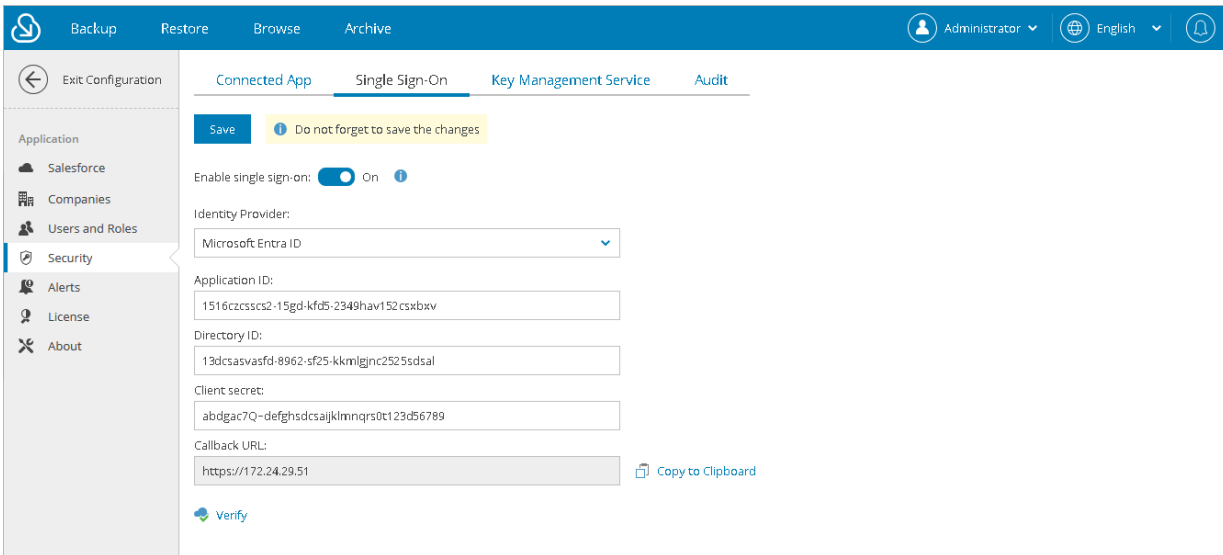 Backup Restore Browse Archive Administrator English
Exit Configuration
Connected App Single Sign-On Key Management Service Audit
Application
Salesforce
Companies
Users and Roles
Security
Alerts
License
About
Save Do not forget to save the changes
Enable single sign-on: On
Identity Provider:
Microsoft Entra ID
Application ID:
1516czcsscs2-15gd-kfd5-2349hav152csxbxv
Directory ID:
13dcsasvasfd-8962-sf25-kkmlgjnc2525sdsal
Client secret:
abdgac7Q~defghsdcsaijklmnqrs0t123d56789
Callback URL:
https://172.24.29.51 Copy to Clipboard
Verify